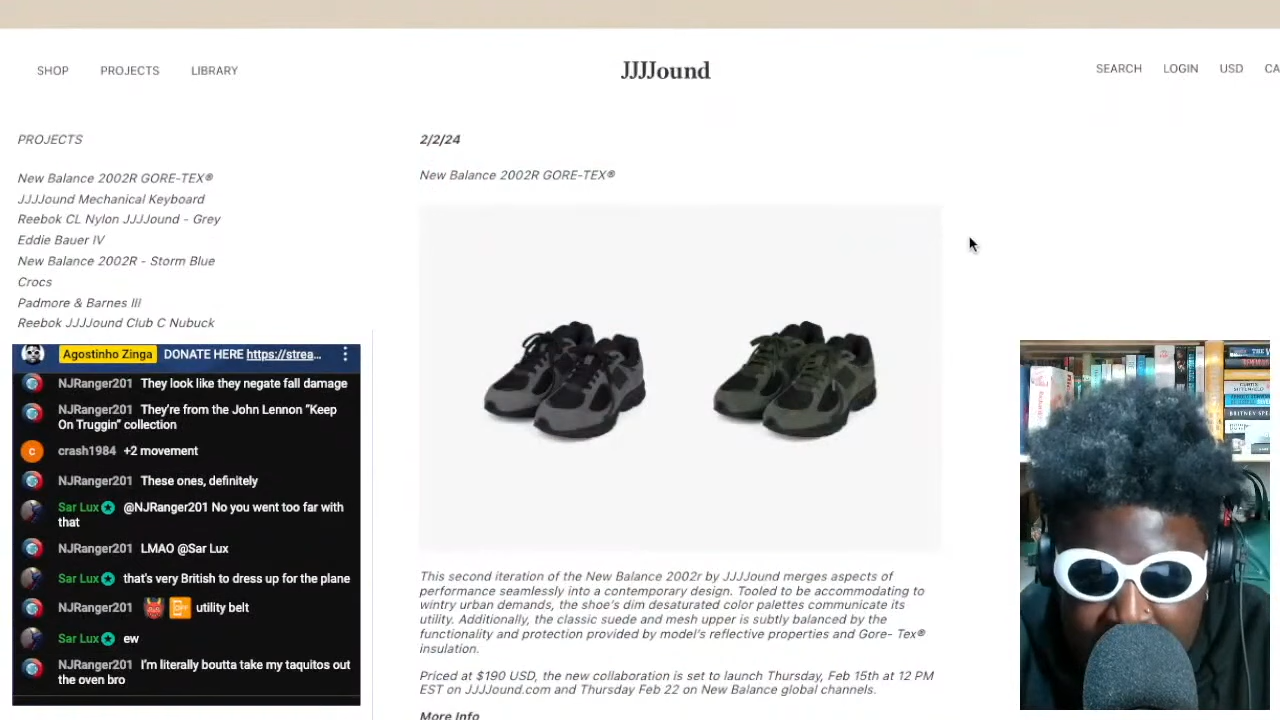 SHOP PROJECTS LIBRARY
JJJJound
SEARCH LOGIN USD CA
PROJECTS
New Balance 2002R GORE-TEX®
JJJJound Mechanical Keyboard
Reebok CL Nylon JJJJound - Grey
Eddie Bauer IV
New Balance 2002R - Storm Blue
Crocs
Padmore & Barnes III
Reebok JJJJound Club C Nubuck
2/2/24
New Balance 2002R GORE-TEX®
This second iteration of the New Balance 2002r by JJJJound merges aspects of
performance seamlessly into a contemporary design. Tooled to be accommodating to
wintry urban demands, the shoe's dim desaturated color palettes communicate its
utility. Additionally, the classic suede and mesh upper is subtly balanced by the
functionality and protection provided by model's reflective properties and Gore- Tex®
insulation.
Priced at $190 USD, the new collaboration is set to launch Thursday, Feb 15th at 12 PM
EST on JJJJound.com and Thursday Feb 22 on New Balance global channels.
More Info
Agostinho Zinga DONATE HERE https://strea...
NJRanger201 They look like they negate fall damage
NJRanger201 They're from the John Lennon "Keep
On Truggin" collection
crash1984 +2 movement
NJRanger201 These ones, definitely
Sar Lux @NJRanger201 No you went too far with
that
NJRanger201 LMAO @Sar Lux
Sar Lux that's very British to dress up for the plane
NJRanger201 utility belt
Sar Lux ew
NJRanger201 I'm literally boutta take my taquitos out
the oven bro
CURTIS
SITTENFELD
BRITNEY SPEARS